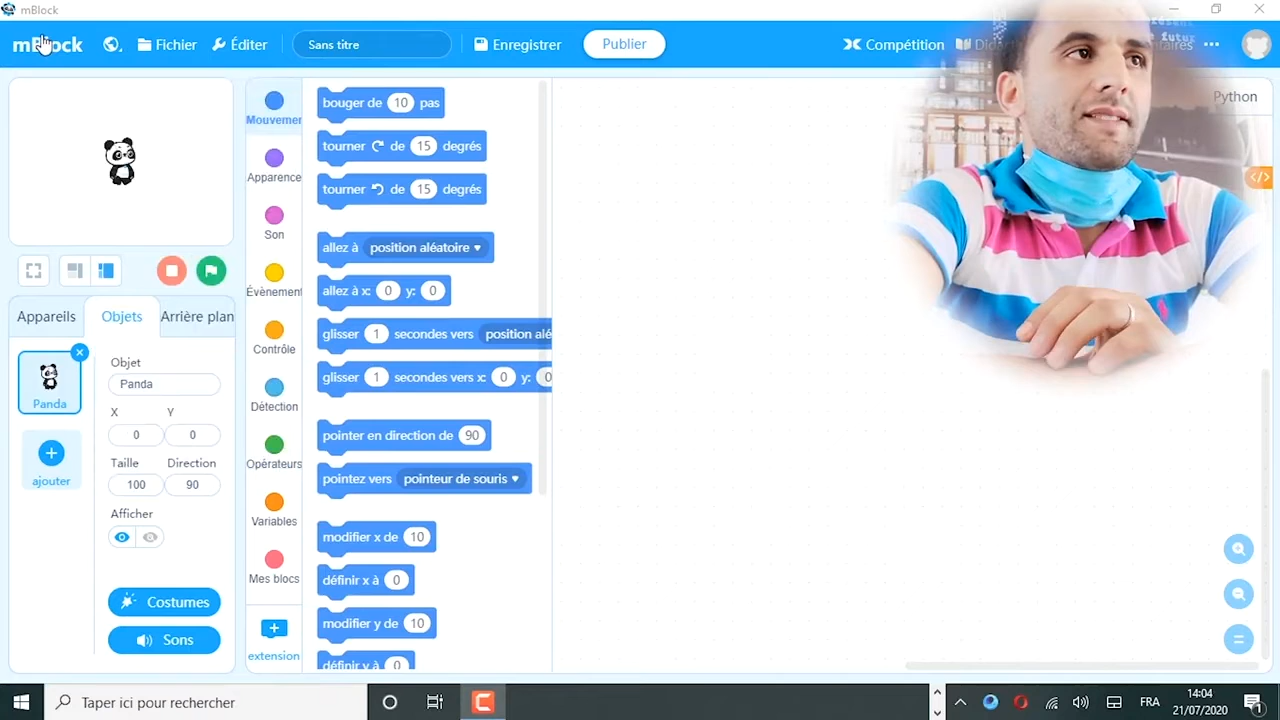 mBlock
mBlock
Fichier
Éditer
Sans titre
Enregistrer
Publier
Compétition
Python
</>
Mouvemen
Apparence
Son
Évènement
Contrôle
Détection
Opérateurs
Variables
Mes blocs
extension
bouger de 10 pas
tourner de 15 degrés
tourner de 15 degrés
allez à position aléatoire
allez à x: 0 y: 0
glisser 1 secondes vers position alé
glisser 1 secondes vers x: 0 y: 0
pointer en direction de 90
pointez vers pointeur de souris
modifier x de 10
définir x à 0
modifier y de 10
définir y à 0
Appareils
Objets
Arrière plan
Panda
ajouter
Objet
Panda
X Y
0 0
Taille Direction
100 90
Afficher
Costumes
Sons
Taper ici pour rechercher
FRA
14:04
21/07/2020
1